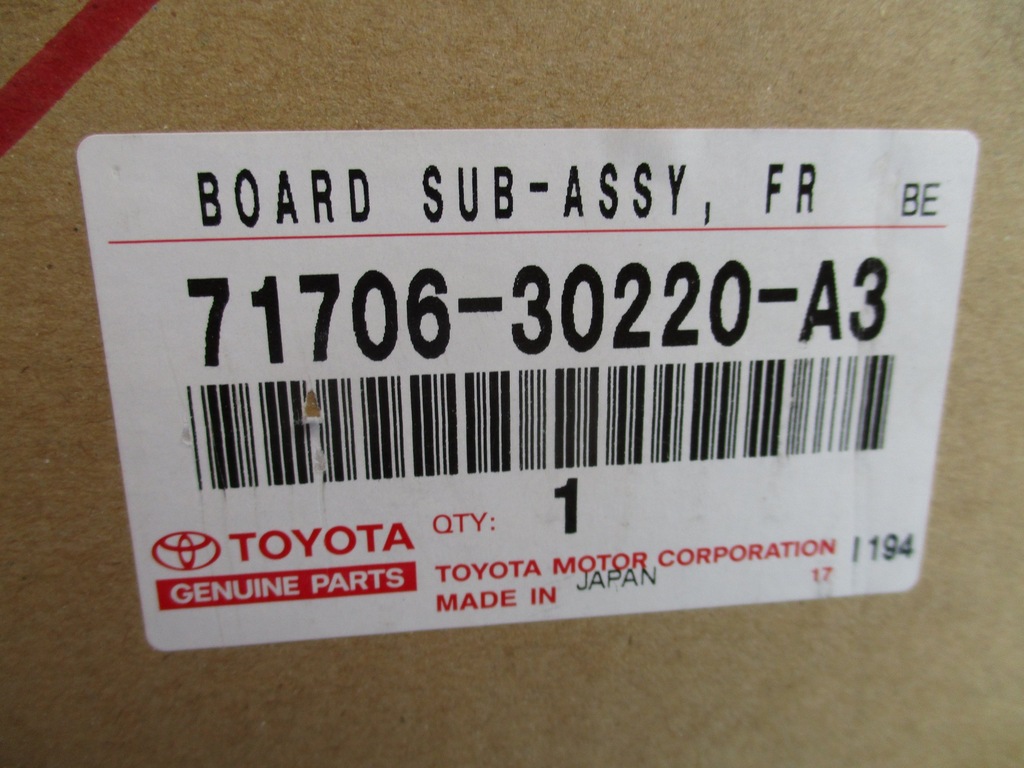 BOARD SUB-ASSY, FR BE
71706-30220-A3
QTY: 1
TOYOTA
GENUINE PARTS
TOYOTA MOTOR CORPORATION I 194
MADE IN JAPAN 17